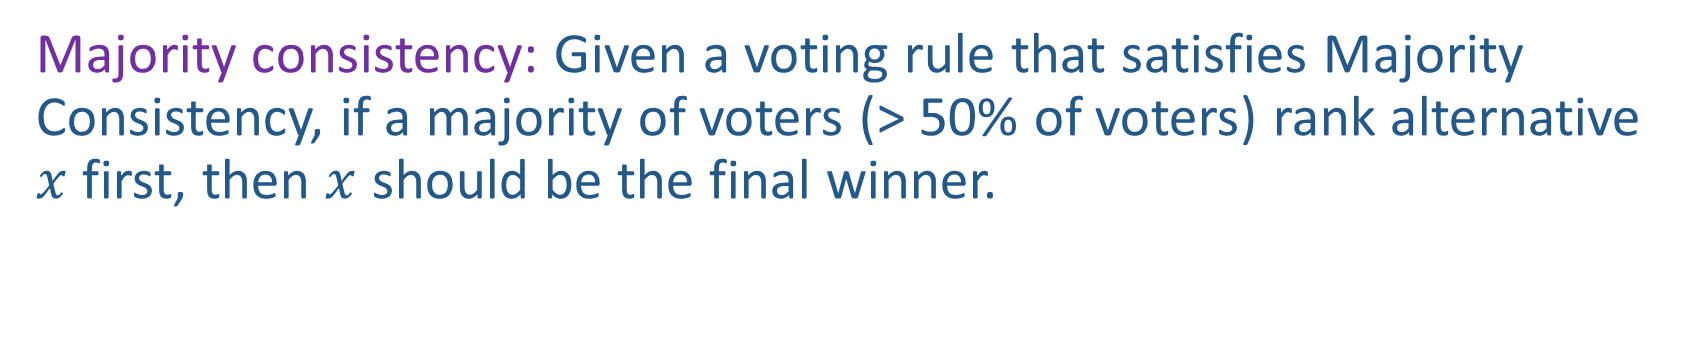 Majority consistency: Given a voting rule that satisfies Majority
Consistency, if a majority of voters (> 50% of voters) rank alternative
𝑥 first, then 𝑥 should be the final winner.